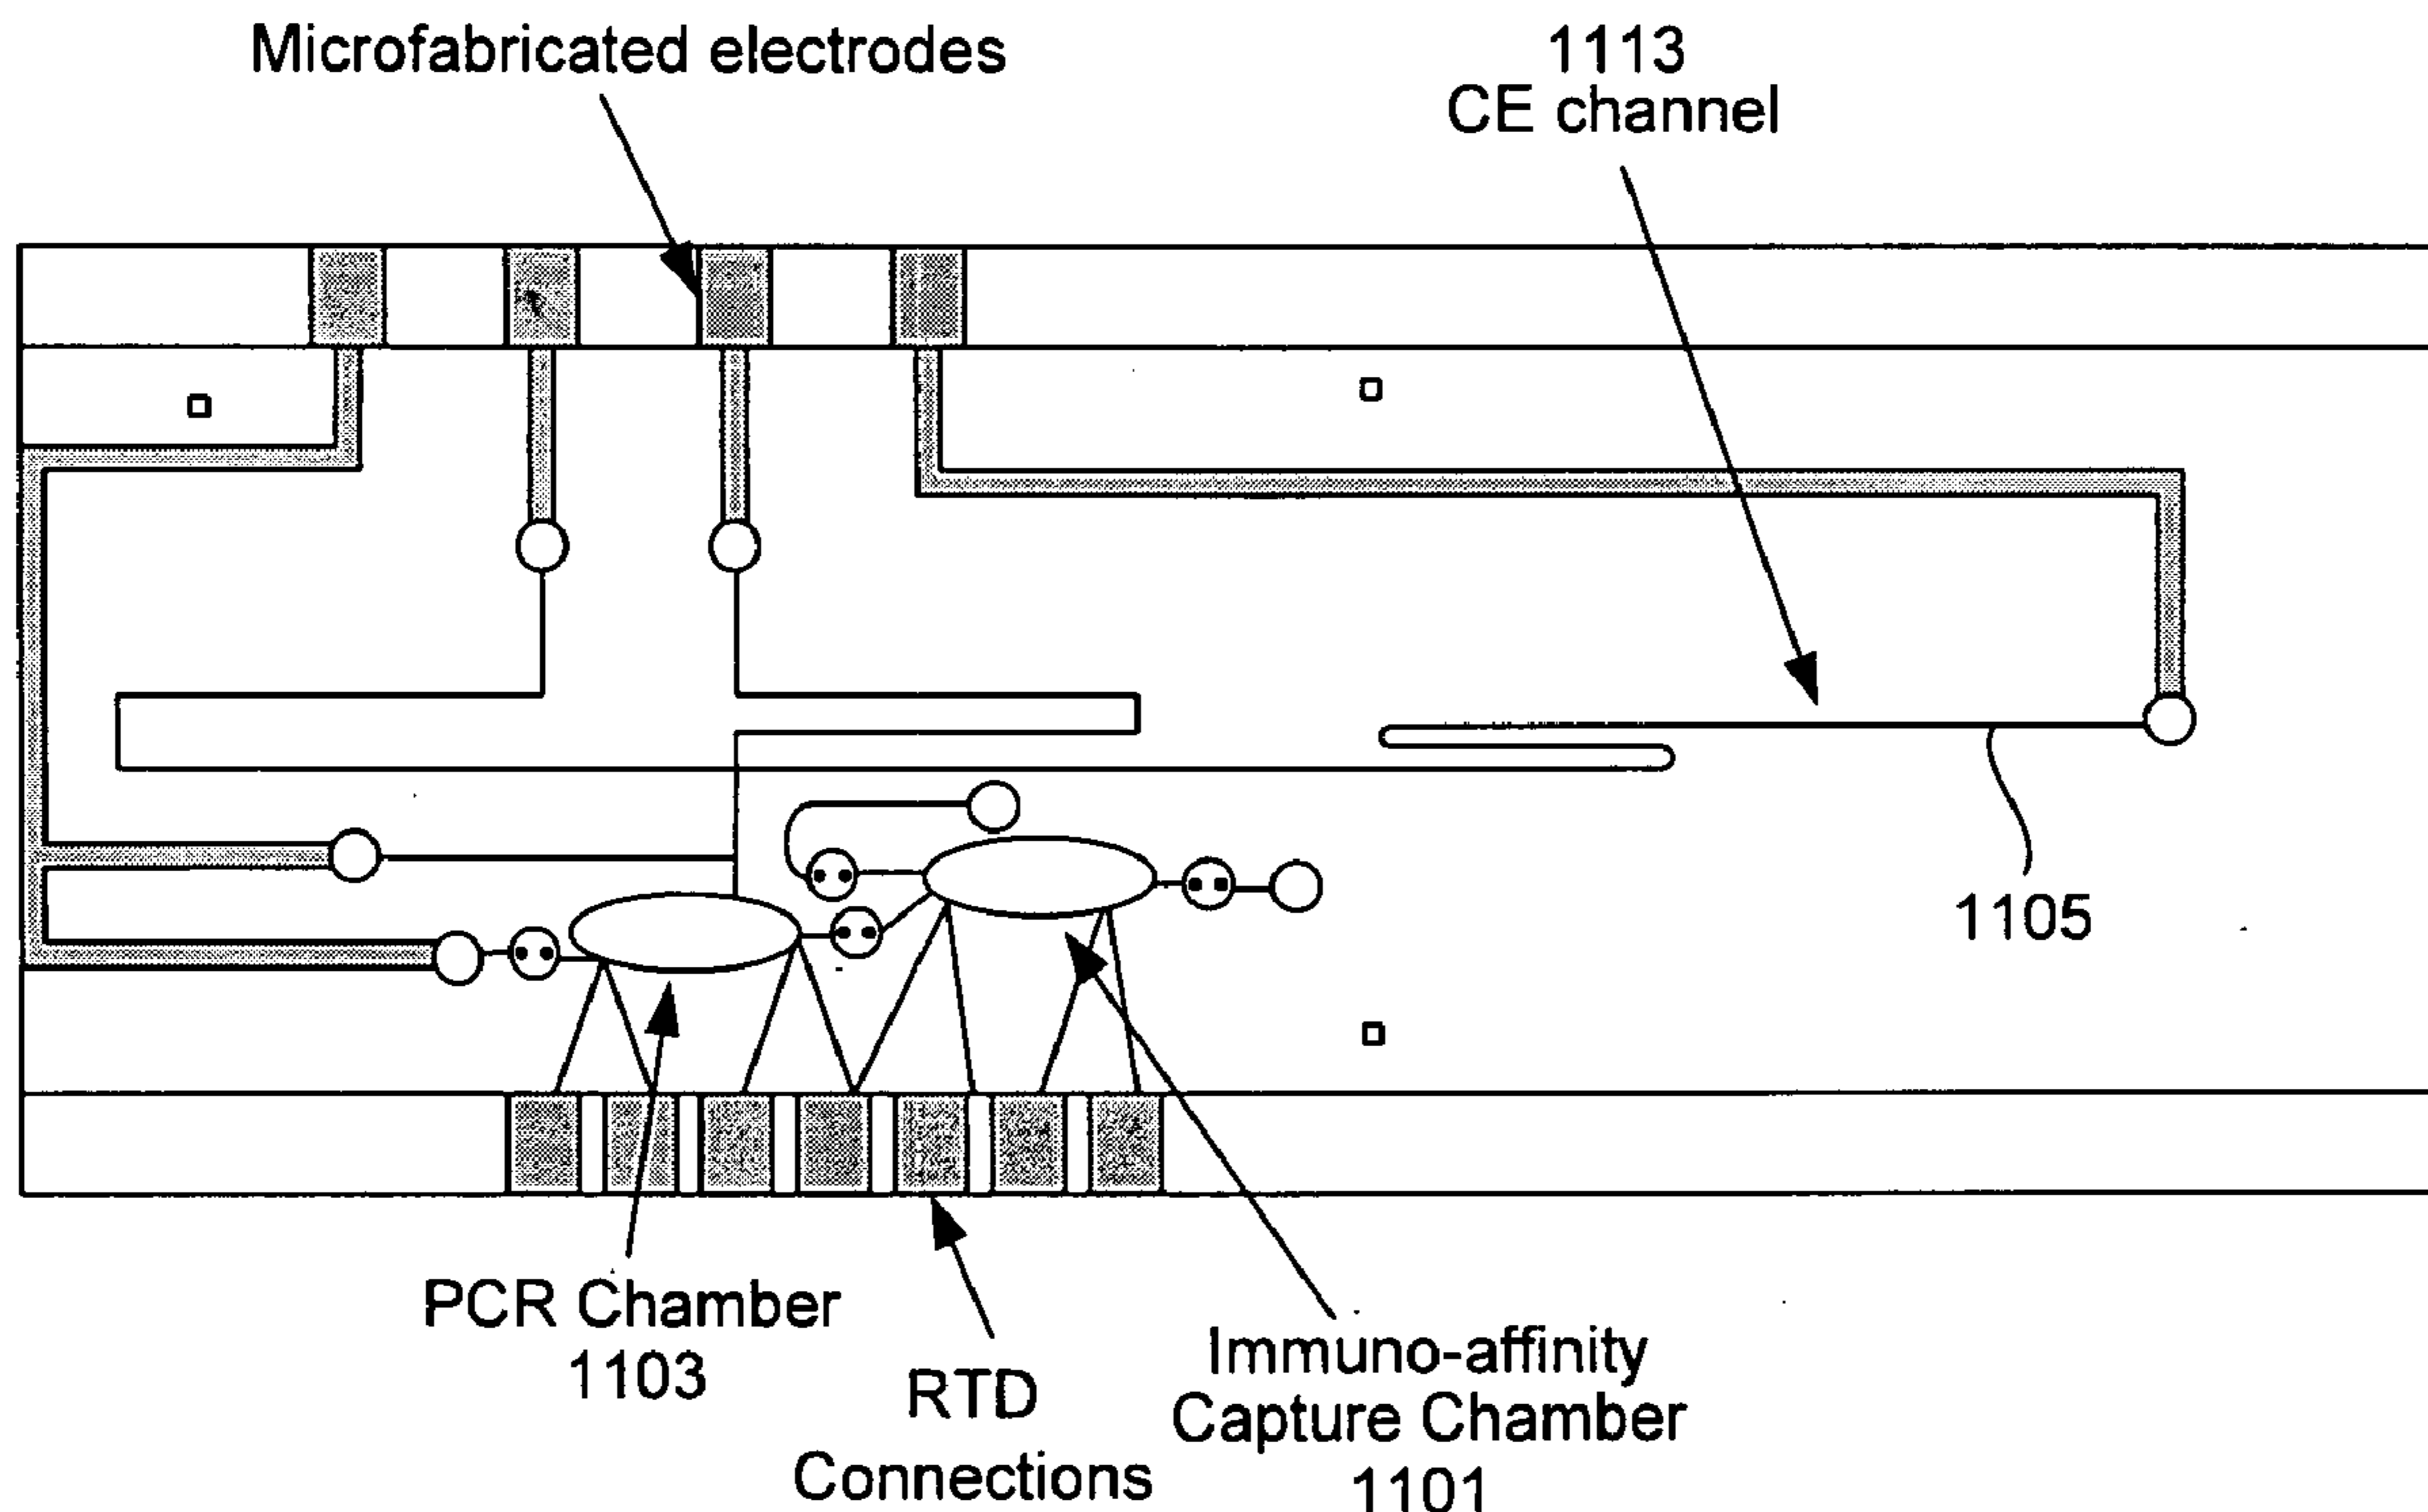 Microfabricated electrodes
1113
CE channel
1105
PCR Chamber
1103
RTD
Connections
Immuno-affinity
Capture Chamber
1101